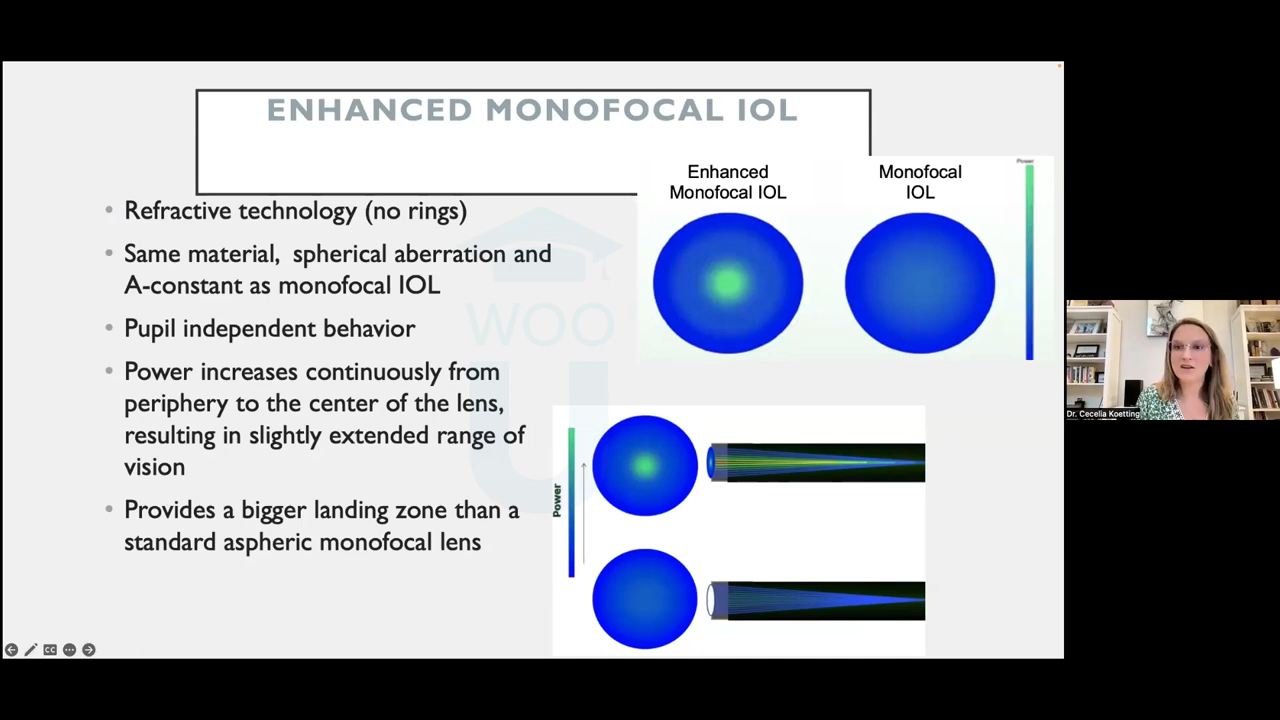 ENHANCED MONOFOCAL IOL
Refractive technology (no rings)
Same material, spherical aberration and
A-constant as monofocal IOL
Pupil independent behavior
Power increases continuously from
periphery to the center of the lens,
resulting in slightly extended range of
vision
Provides a bigger landing zone than a
standard aspheric monofocal lens
WOO
U
Enhanced
Monofocal IOL
Monofocal
IOL
Power
Power
CC
Dr. Cecelia Koetting